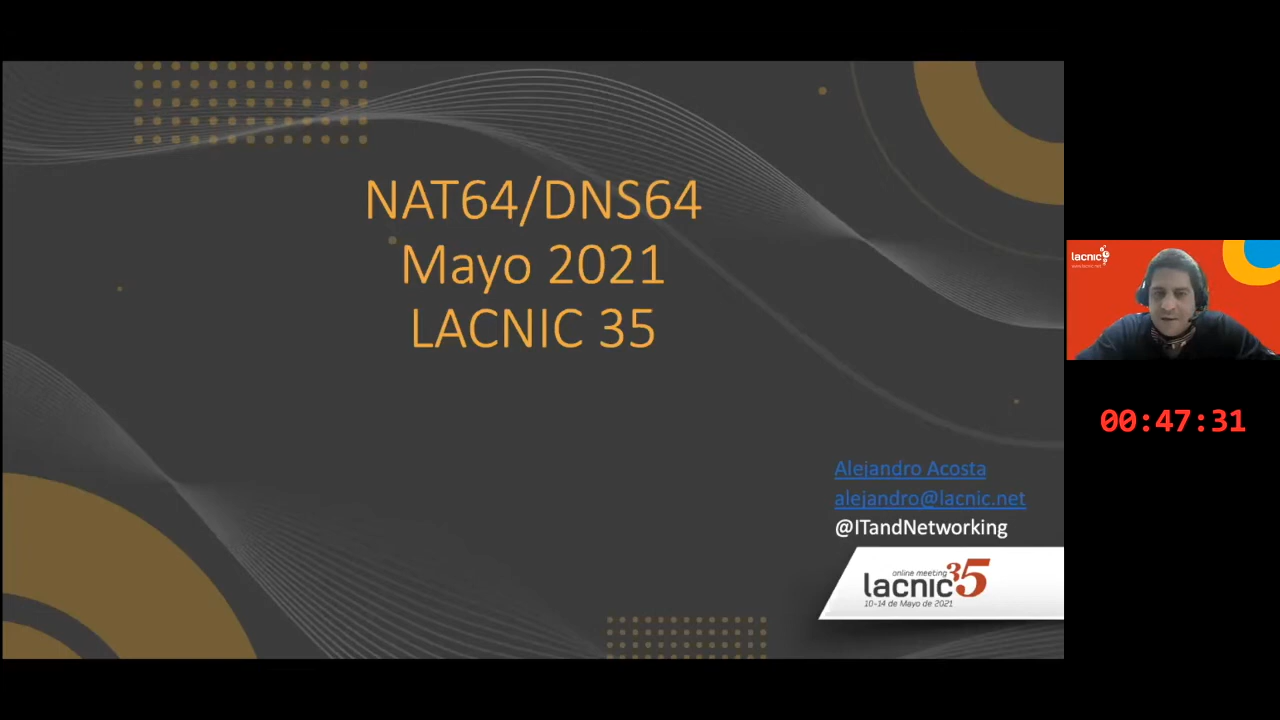 NAT64/DNS64
Mayo 2021
LACNIC 35
Alejandro Acosta
alejandro@lacnic.net
@ITandNetworking
online meeting
lacnic35
10-14 de Mayo de 2021
lacnic
00:47:31